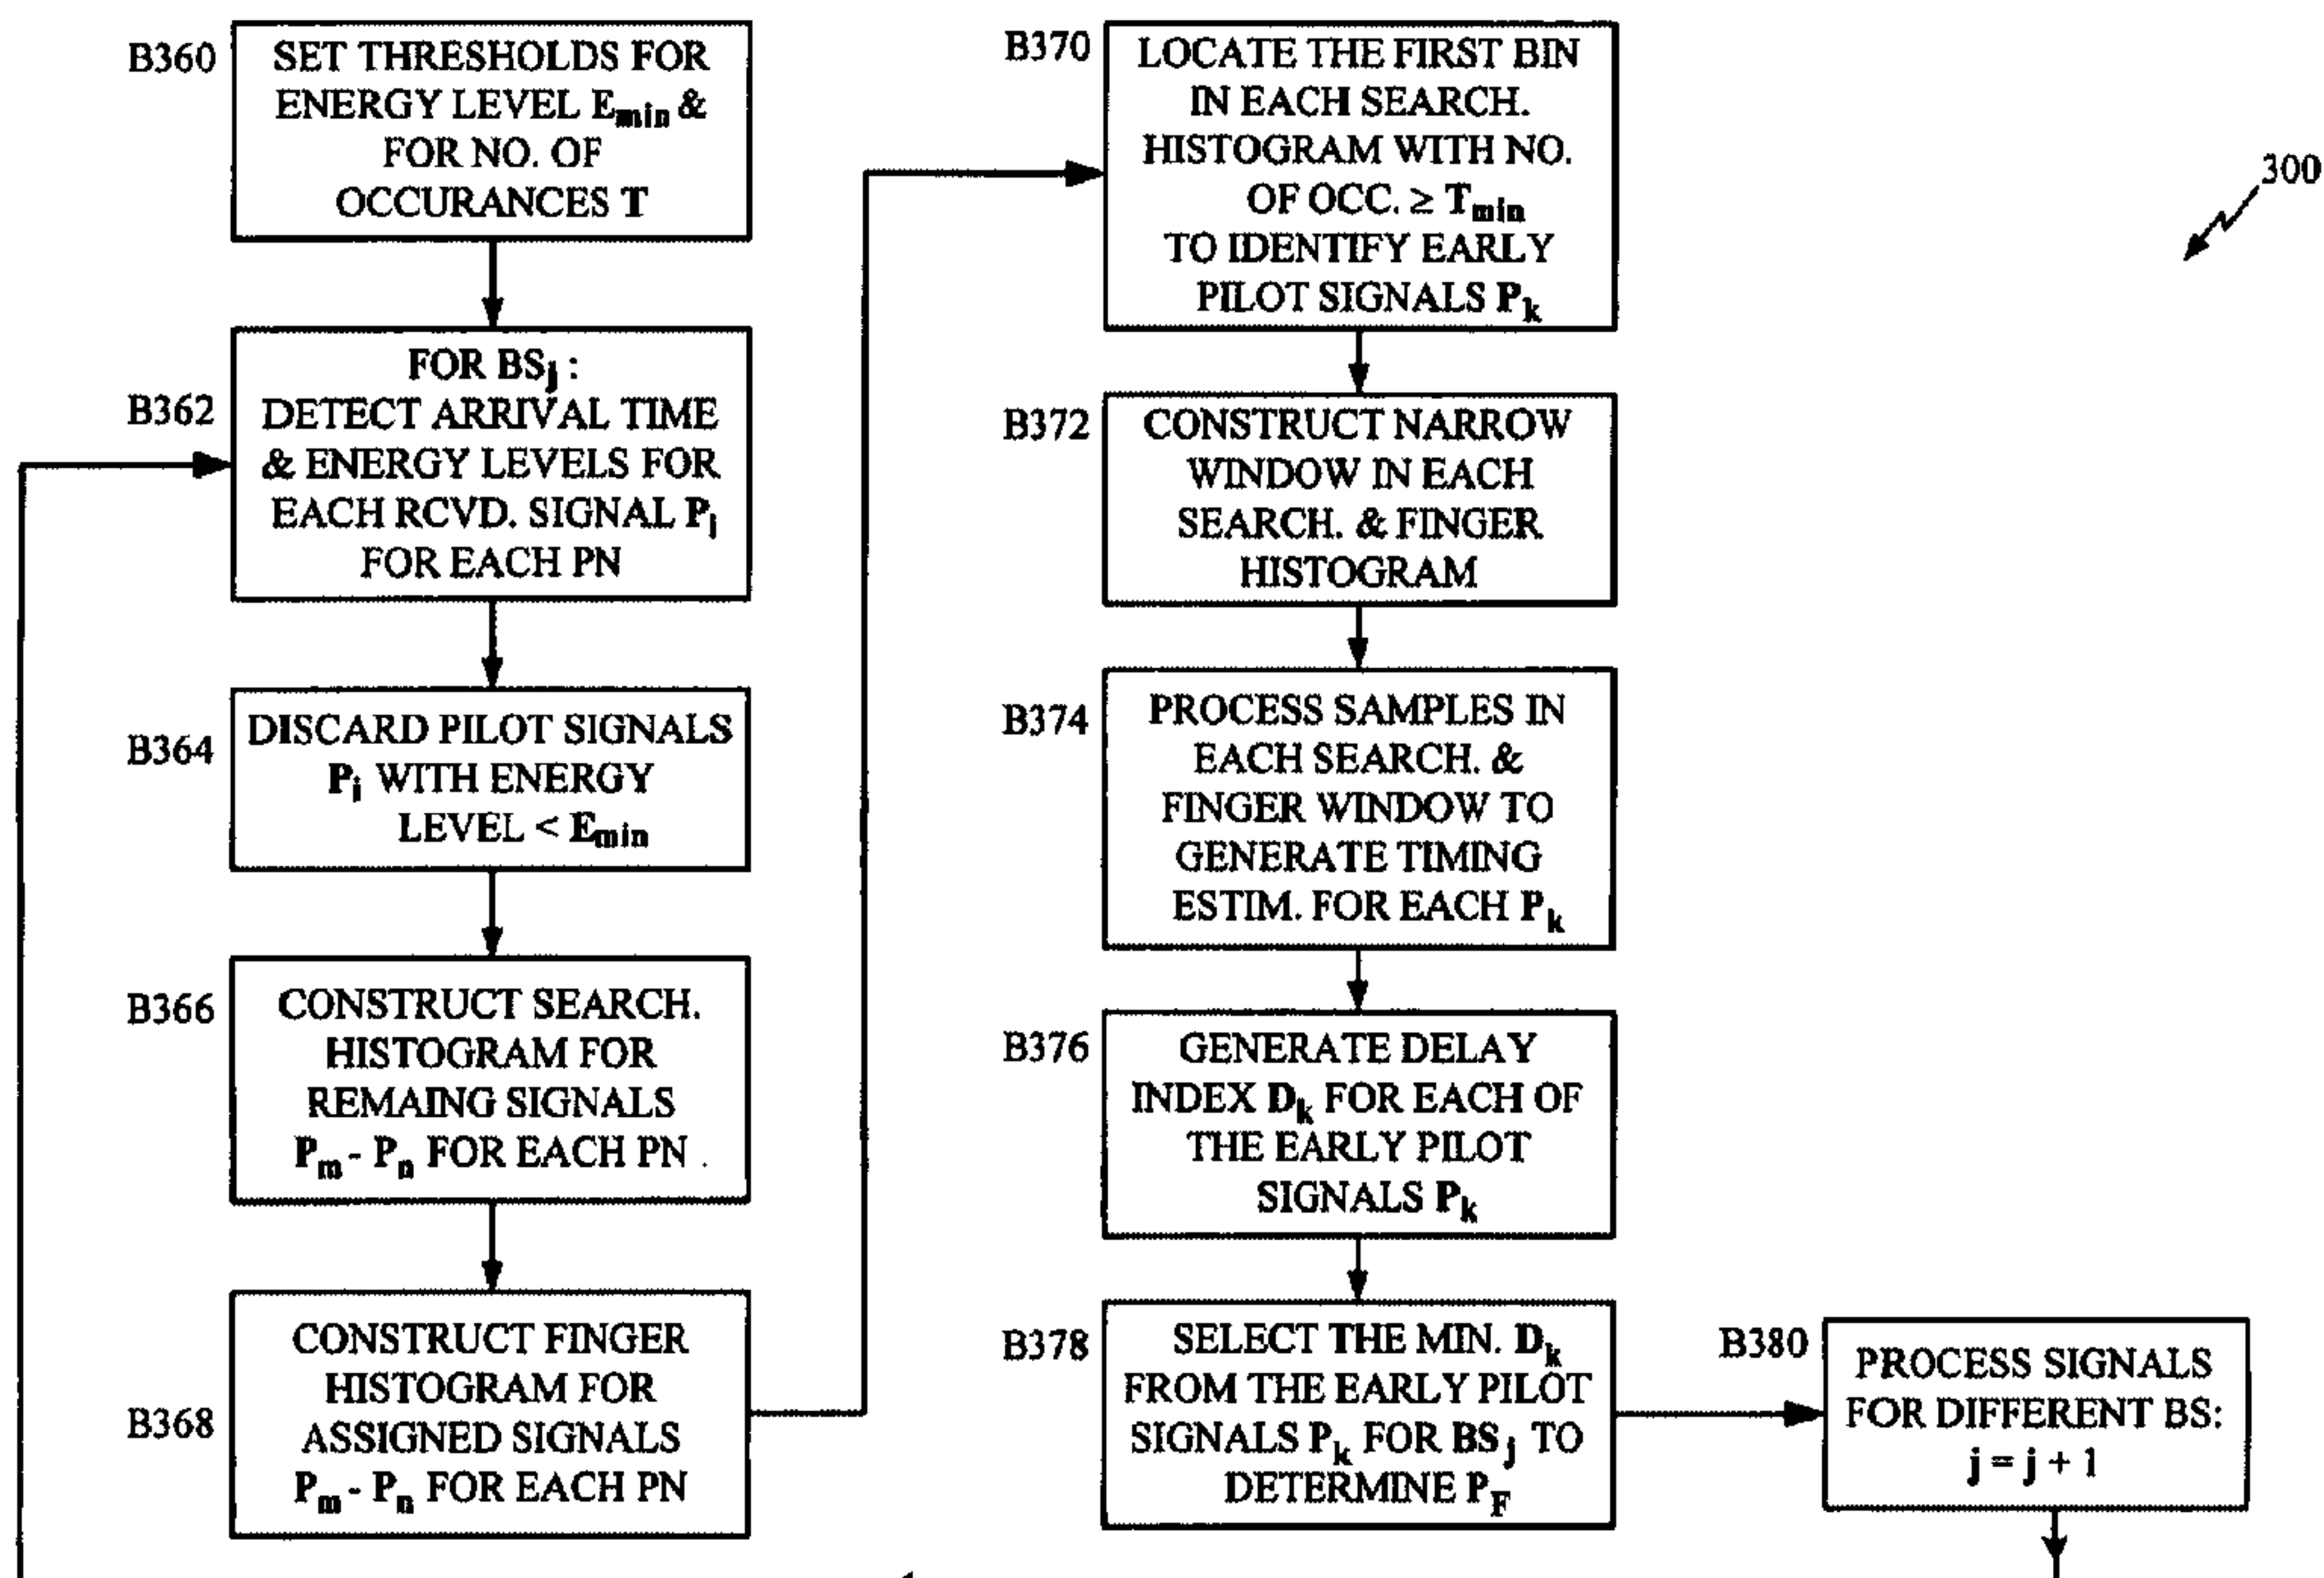 B360
SET THRESHOLDS FOR
ENERGY LEVEL Emin &
FOR NO. OF
OCCURANCES T
B362
FOR BSj :
DETECT ARRIVAL TIME
& ENERGY LEVELS FOR
EACH RCVD. SIGNAL Pi
FOR EACH PN
B364
DISCARD PILOT SIGNALS
Pi WITH ENERGY
LEVEL < Emin
B366
CONSTRUCT SEARCH.
HISTOGRAM FOR
REMAING SIGNALS
Pm - Pn FOR EACH PN
B368
CONSTRUCT FINGER
HISTOGRAM FOR
ASSIGNED SIGNALS
Pm - Pn FOR EACH PN
B370
LOCATE THE FIRST BIN
IN EACH SEARCH.
HISTOGRAM WITH NO.
OF OCC. ≥ Tmin
TO IDENTIFY EARLY
PILOT SIGNALS Pk
B372
CONSTRUCT NARROW
WINDOW IN EACH
SEARCH. & FINGER
HISTOGRAM
B374
PROCESS SAMPLES IN
EACH SEARCH. &
FINGER WINDOW TO
GENERATE TIMING
ESTIM. FOR EACH Pk
B376
GENERATE DELAY
INDEX Dk FOR EACH OF
THE EARLY PILOT
SIGNALS Pk
B378
SELECT THE MIN. Dk
FROM THE EARLY PILOT
SIGNALS Pk FOR BSj TO
DETERMINE PF
B380
PROCESS SIGNALS
FOR DIFFERENT BS:
j = j + 1
300